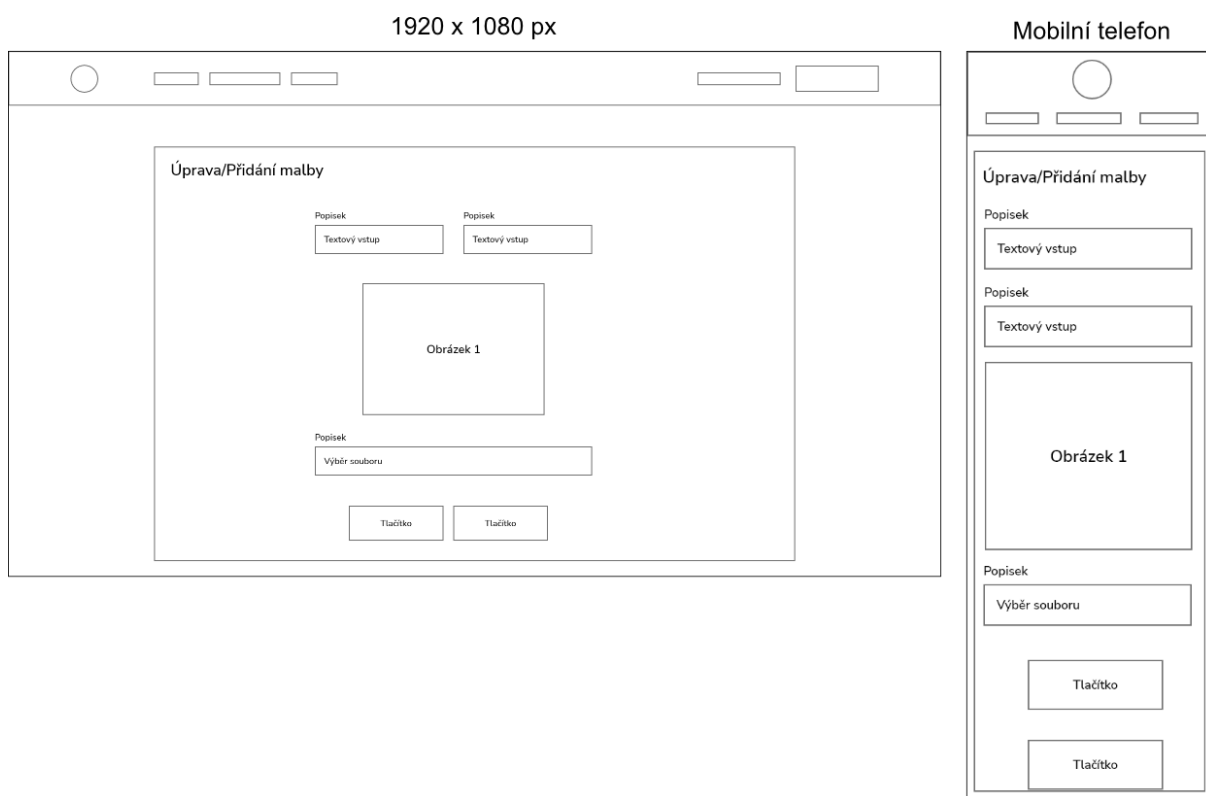 1920 x 1080 px
Úprava/Přidání malby
Popisek Popisek
Textový vstup Textový vstup
Obrázek 1
Popisek
Výběr souboru
Tlačítko Tlačítko
Mobilní telefon
Úprava/Přidání malby
Popisek
Textový vstup
Popisek
Textový vstup
Obrázek 1
Popisek
Výběr souboru
Tlačítko
Tlačítko